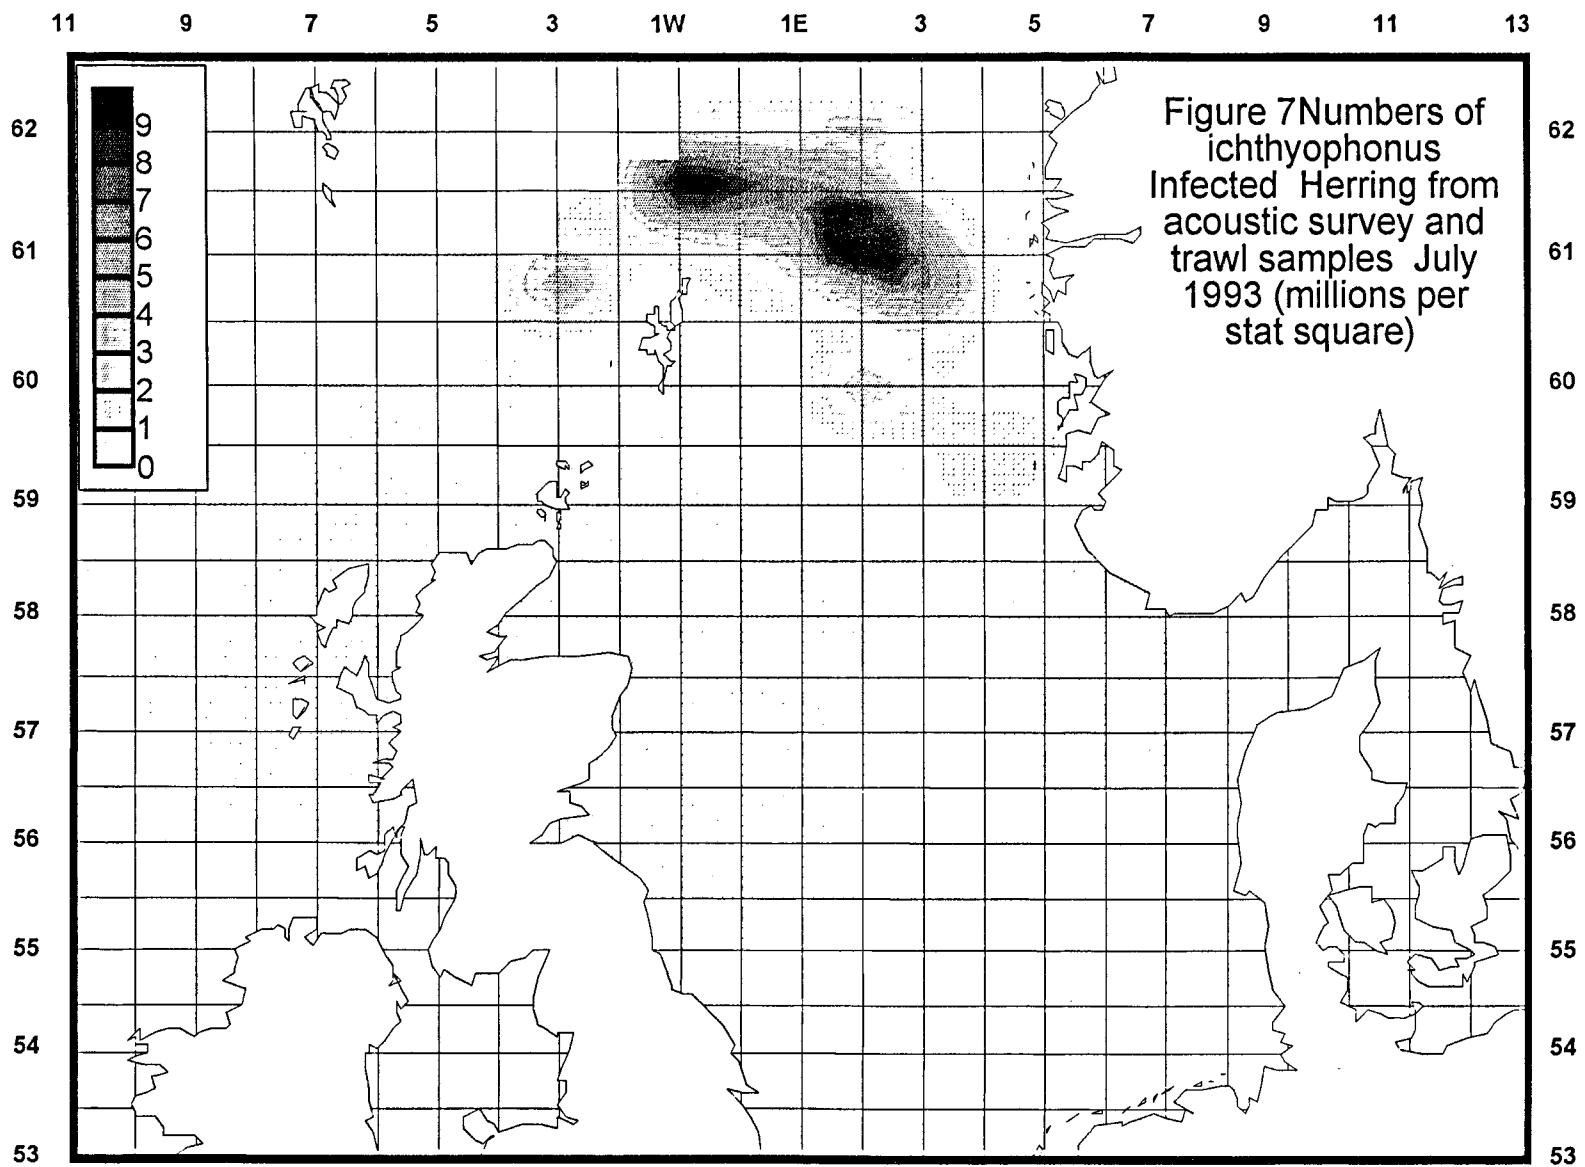 11 9 7 5 3 1W 1E 3 5 7 9 11 13
9
8
7
6
5
4
3
2
1
0
Figure 7Numbers of
ichthyophonus
Infected Herring from
acoustic survey and
trawl samples July
1993 (millions per
stat square)
62 62
61 61
60 60
59 59
58 58
57 57
56 56
55 55
54 54
53 53